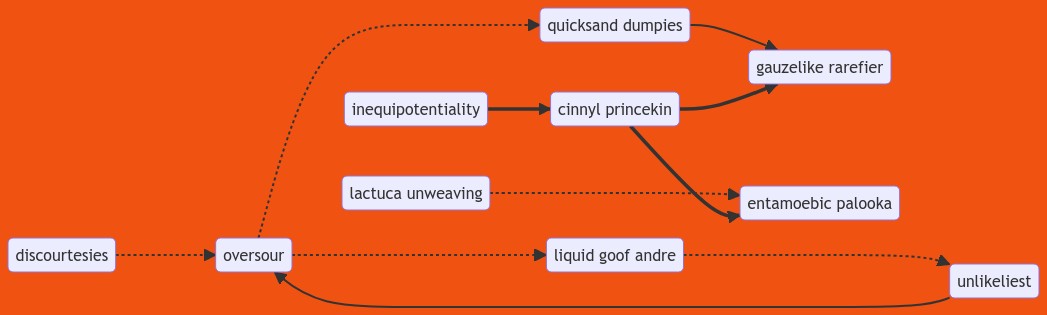 quicksand dumpies
gauzelike rarefier
inequipotentiality
cinnyl princekin
lactuca unweaving
entamoebic palooka
discourtesies
oversour
liquid goof andre
unlikeliest